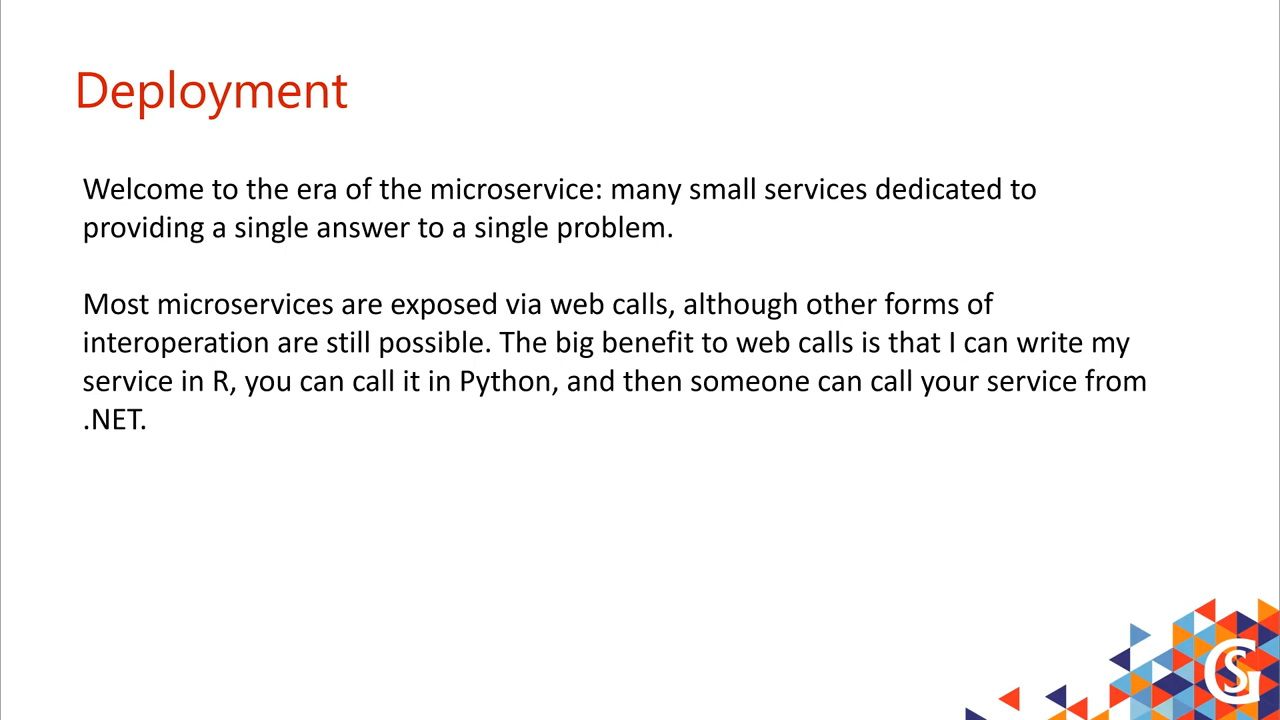 Deployment
Welcome to the era of the microservice: many small services dedicated to
providing a single answer to a single problem.
Most microservices are exposed via web calls, although other forms of
interoperation are still possible. The big benefit to web calls is that I can write my
service in R, you can call it in Python, and then someone can call your service from
.NET.
GS